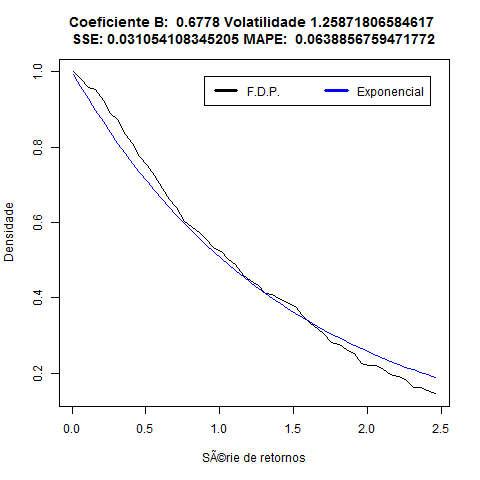 Coeficiente B: 0.6778 Volatilidade 1.25871806584617
SSE: 0.031054108345205 MAPE: 0.0638856759471772
F.D.P.
Exponencial
Densidade
1.0
0.8
0.6
0.4
0.2
0.0
0.5
1.0
1.5
2.0
2.5
SÃ©rie de retornos